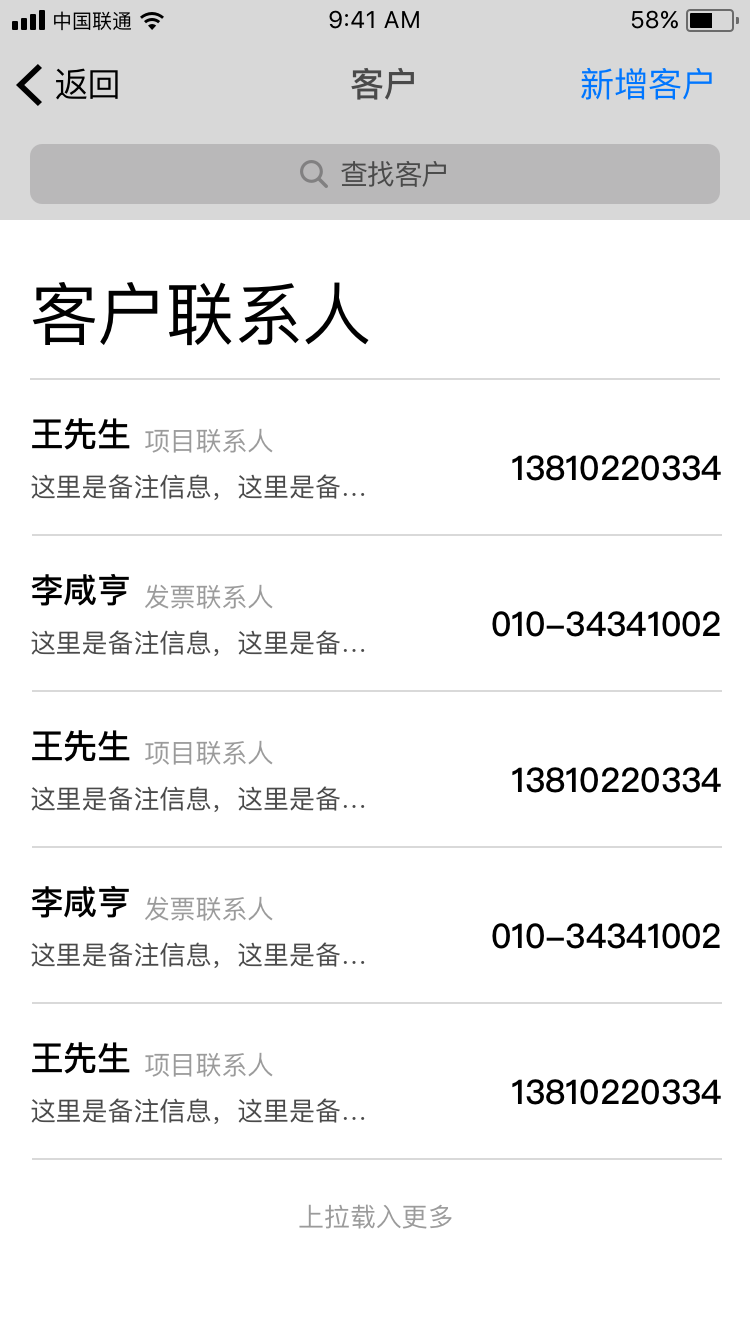 中国联通 9:41 AM 58%
返回 客户 新增客户
查找客户
客户联系人
王先生 项目联系人
13810220334
这里是备注信息，这里是备…
李咸亨 发票联系人
010–34341002
这里是备注信息，这里是备…
王先生 项目联系人
13810220334
这里是备注信息，这里是备…
李咸亨 发票联系人
010–34341002
这里是备注信息，这里是备…
王先生 项目联系人
13810220334
这里是备注信息，这里是备…
上拉载入更多